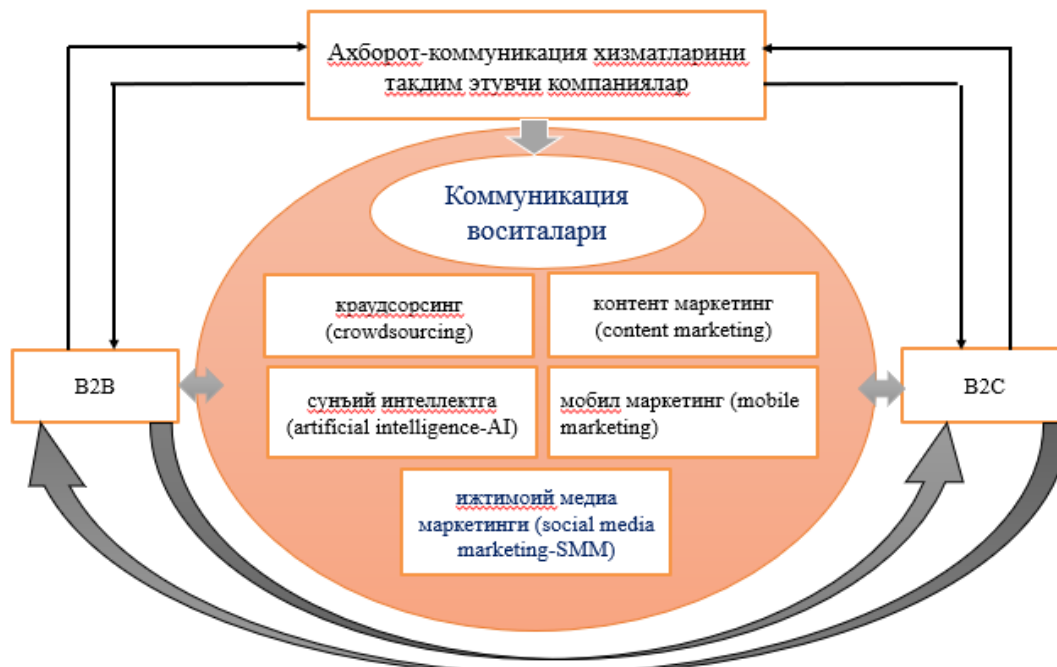 Ахборот-коммуникация хизматларини
тақдим этувчи компаниялар
Коммуникация
воситалари
краудсорсинг
(crowdsourcing)
контент маркетинг
(content marketing)
B2B
B2C
сунъий интеллектга
(artificial intelligence-AI)
мобил маркетинг (mobile
marketing)
ижтимоий медиа
маркетинги (social media
marketing-SMM)